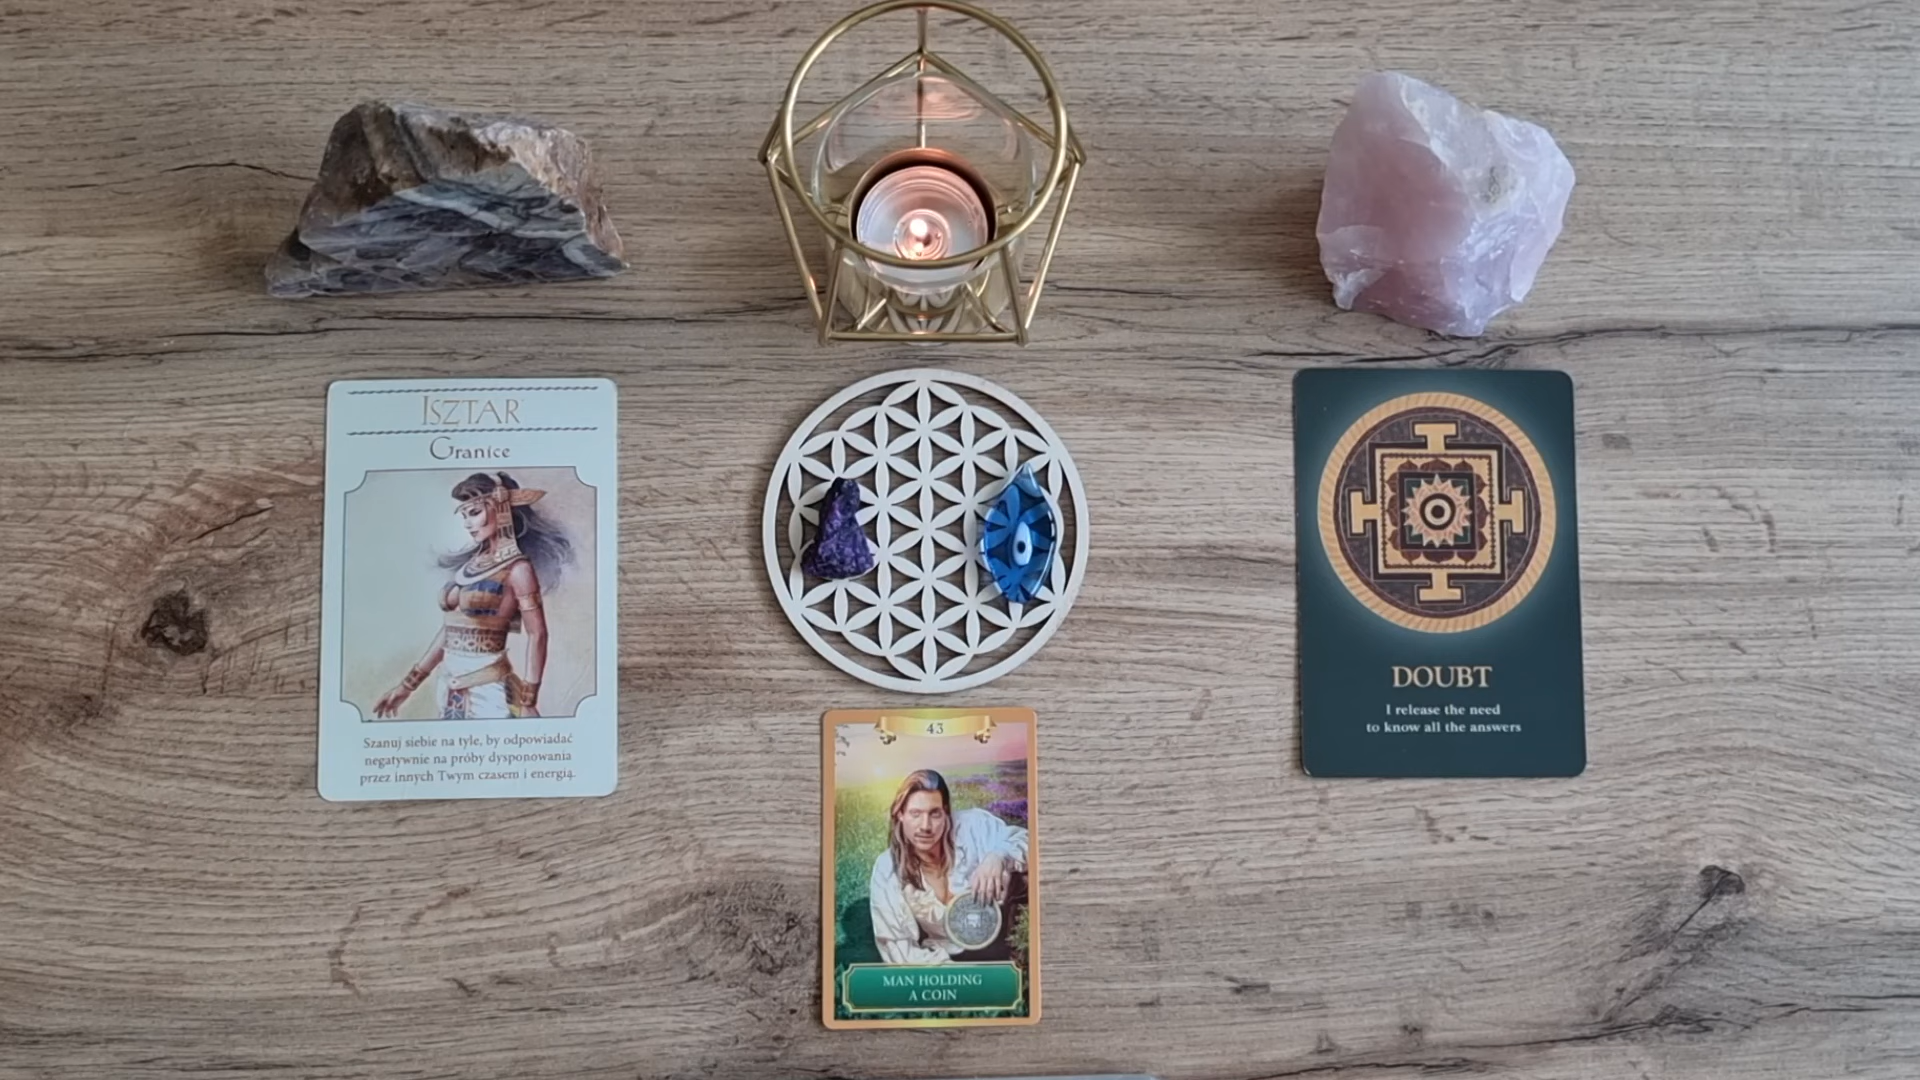 ISZTAR
Granice
Szanuj siebie na tyle, by odpowiadać
negatywnie na próby dysponowania
przez innych Twym czasem i energią.
43
MAN HOLDING
A COIN
DOUBT
I release the need
to know all the answers